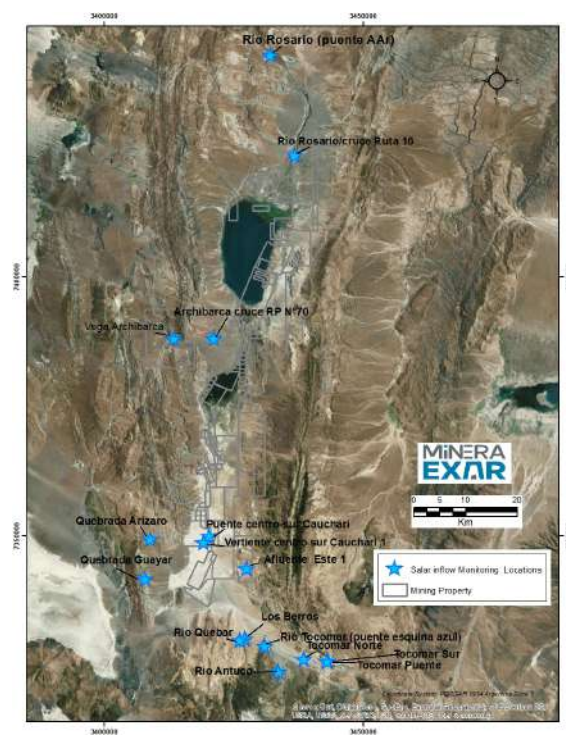 3400000
3450000
Rio Rosario (puente AAr)
N
Rio Rosario/cruce Ruta 16
7400000
Archibarca cruce RP N°70
Vega Archibarca
MINERA
EXAR
0 5 10 20
Km
Quebrada Arizaro
Puente centro sur Cauchari
7350000
Vertiente centro sur Cauchari 1
Quebrada Guayar
Afluente Este 1
Salar inflow Monitoring Locations
Mining Property
Los Berros
Rio Quebar
Rio Tocomar (puente esquina azul)
Tocomar Norte
Tocomar Sur
Tocomar Puente
Rio Antuco
3400000
3450000